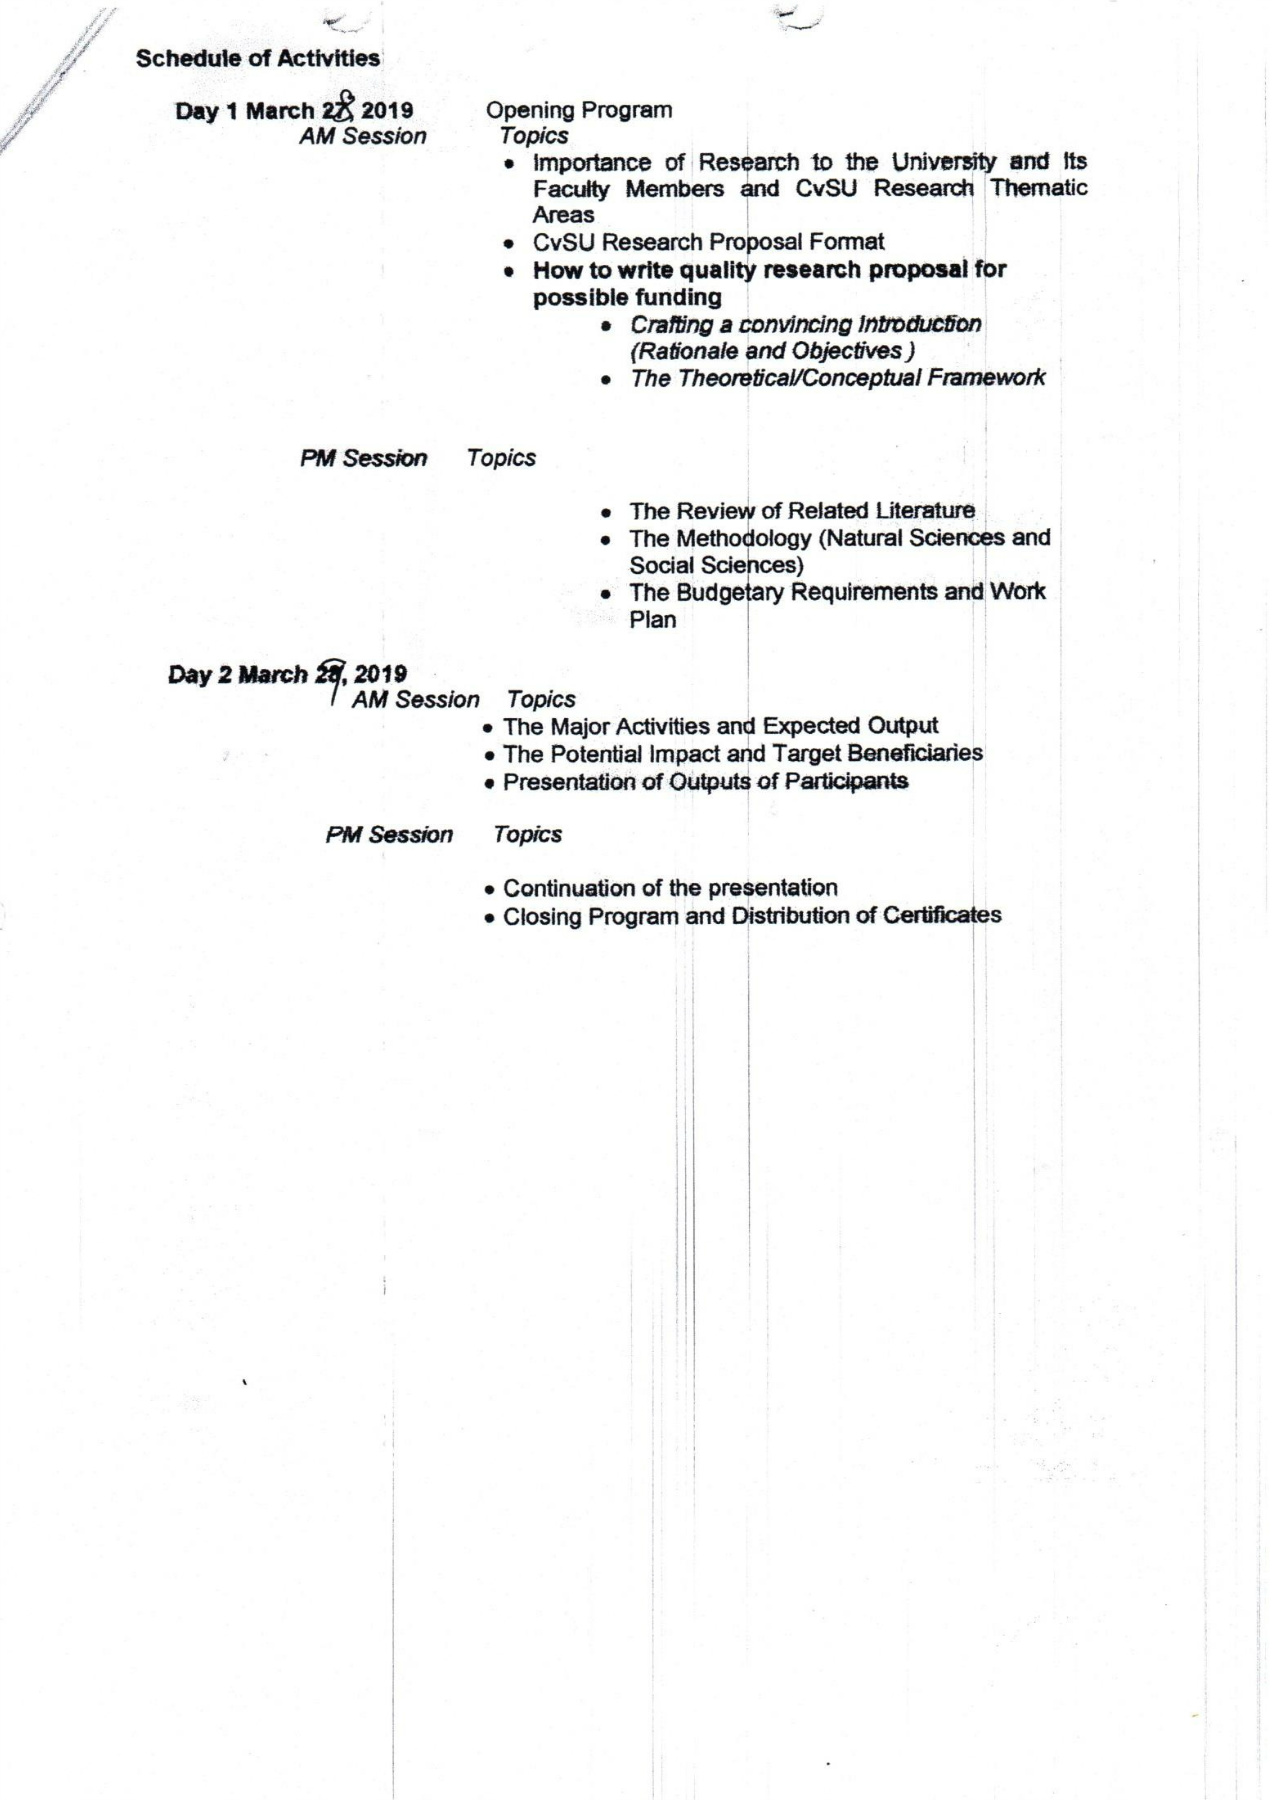 Schedule of Activities
Day 1 March 28, 2019 Opening Program
AM Session Topics
• Importance of Research to the University and Its
Faculty Members and CvSU Research Thematic
Areas
• CvSU Research Proposal Format
• How to write quality research proposal for
possible funding
• Crafting a convincing Introduction
(Rationale and Objectives )
• The Theoretical/Conceptual Framework
PM Session Topics
• The Review of Related Literature
• The Methodology (Natural Sciences and
Social Sciences)
• The Budgetary Requirements and Work
Plan
Day 2 March 29, 2019
AM Session Topics
• The Major Activities and Expected Output
• The Potential Impact and Target Beneficiaries
• Presentation of Outputs of Participants
PM Session Topics
• Continuation of the presentation
• Closing Program and Distribution of Certificates